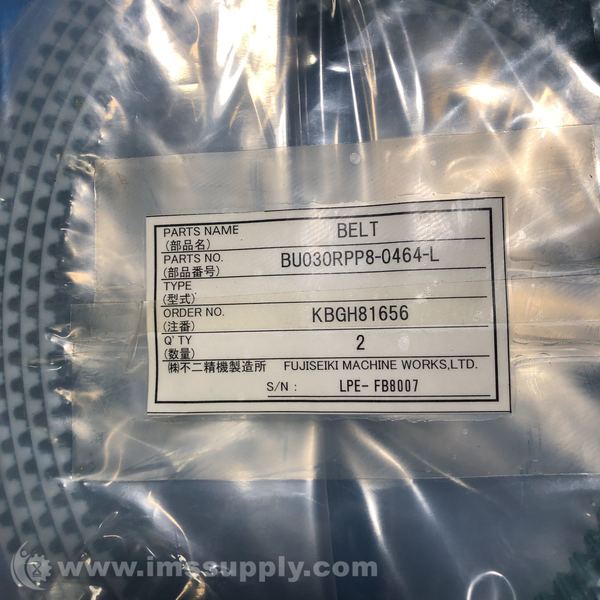 PARTS NAME BELT
(部品名)
PARTS NO. BU030RPP8-0464-L
(部品番号)
TYPE
(型式)
ORDER NO. KBGH81656
(注番)
Q'TY 2
(数量)
㈱不二精機製造所 FUJISEIKI MACHINE WORKS,LTD.
S/N : LPE- FB8007
www.imssupply.com